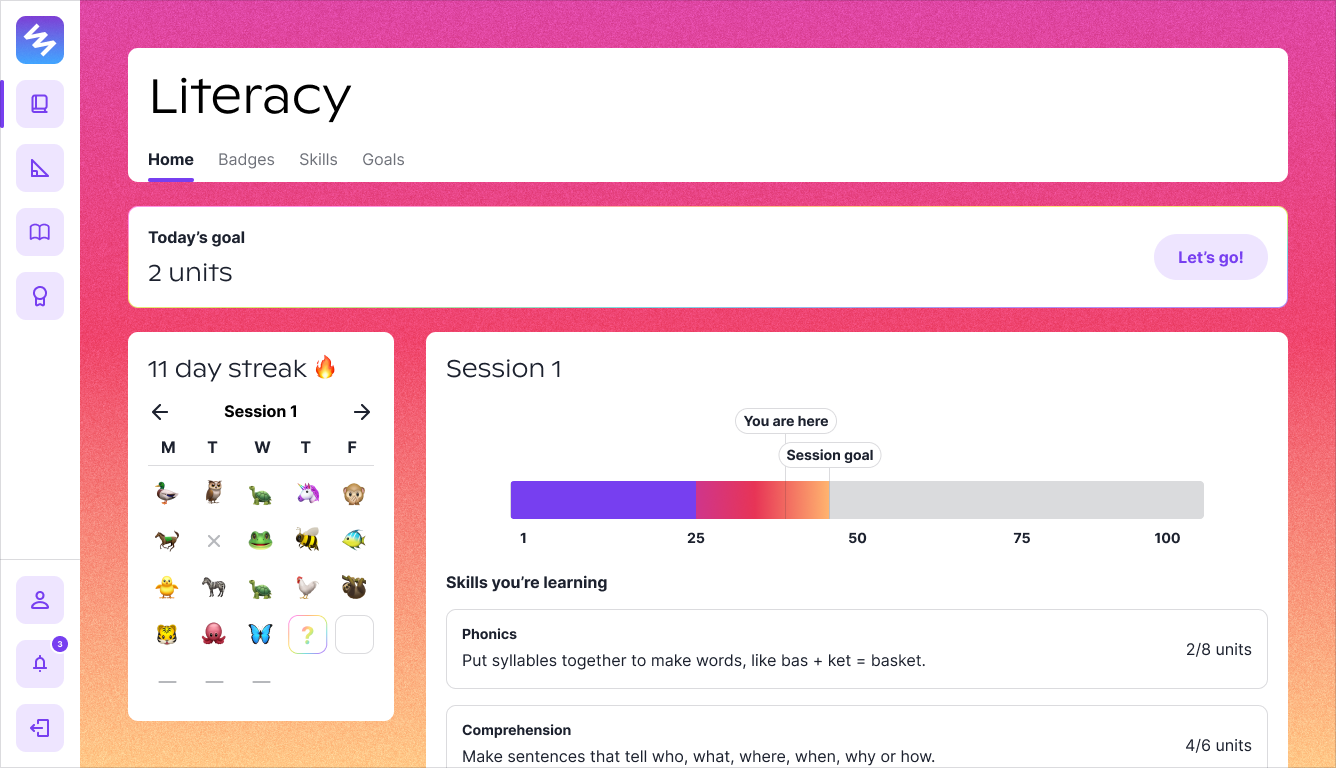 Literacy
Home Badges Skills Goals
Today's goal
2 units
Let's go!
11 day streak 🔥
Session 1
M T W T F
?
3
Session 1
You are here
Session goal
1 25 50 75 100
Skills you're learning
Phonics
Put syllables together to make words, like bas + ket = basket.
2/8 units
Comprehension
Make sentences that tell who, what, where, when, why or how.
4/6 units